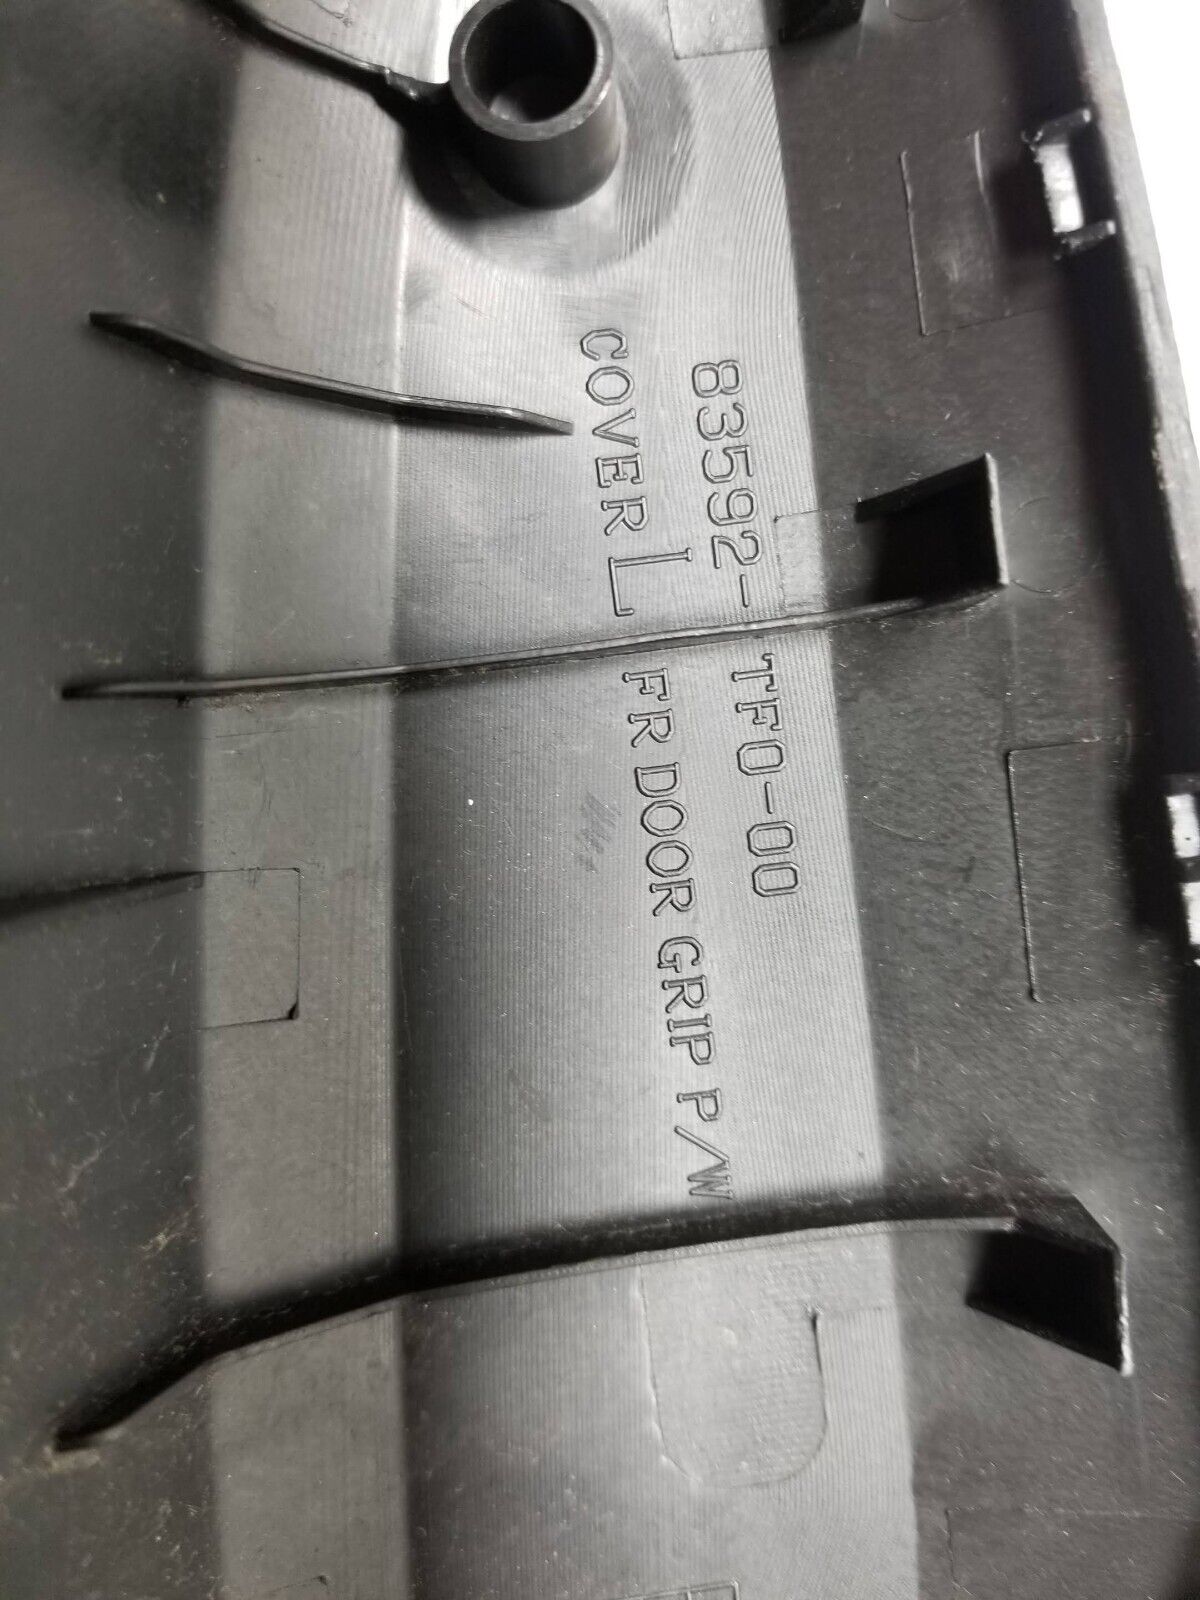 83592-TF0-00
COVER L FR DOOR GRIP P/W